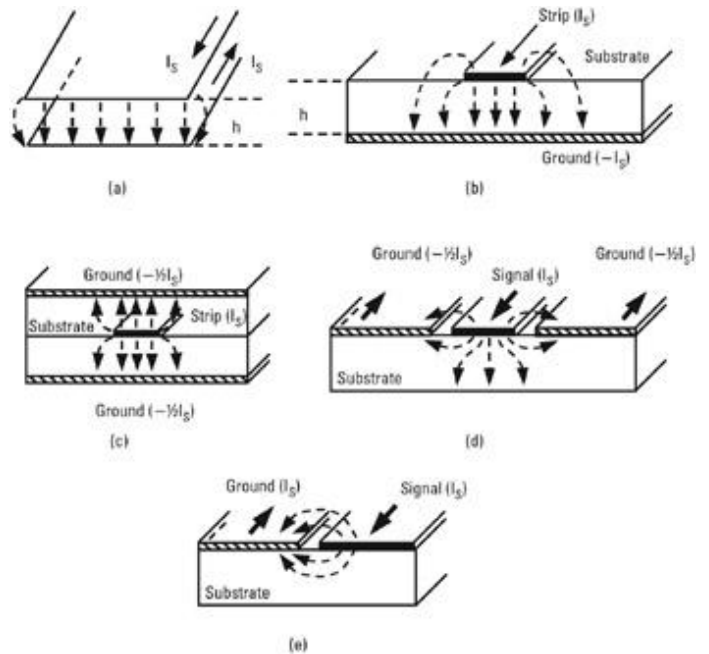 I_S
I_S
h
(a)
Strip (I_S)
Substrate
h
Ground (−I_S)
(b)
Ground (−½I_S)
Substrate
Strip (I_S)
Ground (−½I_S)
(c)
Ground (−½I_S)
Ground (−½I_S)
Signal (I_S)
Substrate
(d)
Ground (I_S)
Signal (I_S)
Substrate
(e)